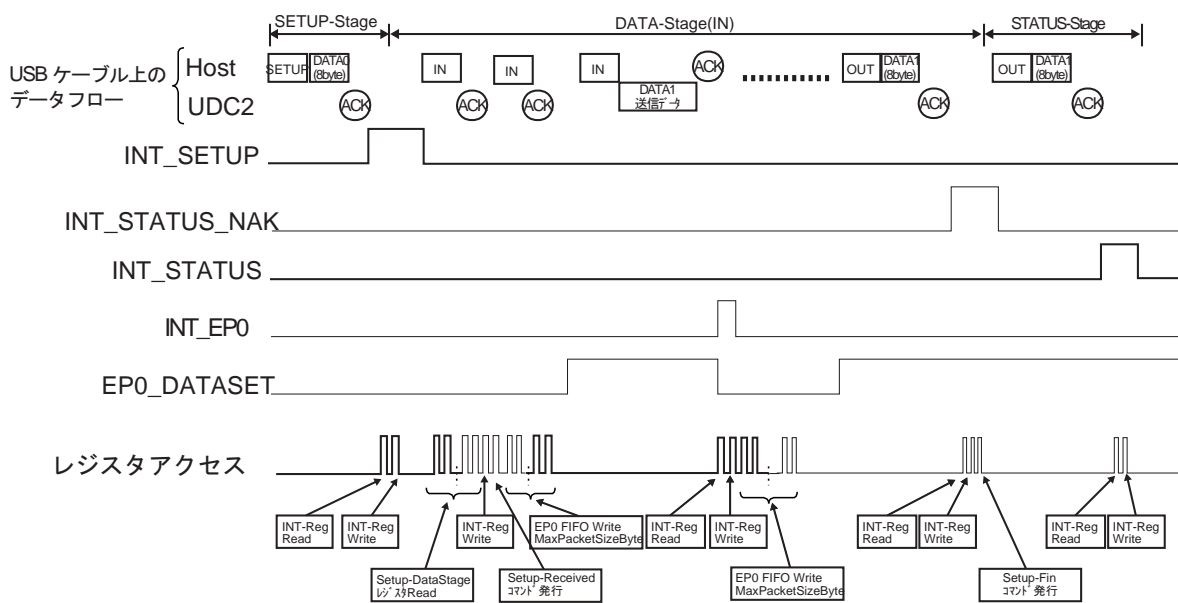 SETUP-Stage
DATA-Stage(IN)
STATUS-Stage
USB ケーブル上の
データフロー
Host
UDC2
SETUP
DATA0
(8byte)
ACK
IN
ACK
IN
ACK
IN
DATA1
送信データ
ACK
OUT
DATA1
(8byte)
ACK
OUT
DATA1
(8byte)
ACK
INT_SETUP
INT_STATUS_NAK
INT_STATUS
INT_EP0
EP0_DATASET
レジスタアクセス
INT-Reg
Read
INT-Reg
Write
INT-Reg
Write
EP0 FIFO Write
MaxPacketSizeByte
INT-Reg
Read
INT-Reg
Write
INT-Reg
Read
INT-Reg
Write
INT-Reg
Read
INT-Reg
Write
Setup-DataStage
レジスタRead
Setup-Received
コマンド発行
EP0 FIFO Write
MaxPacketSizeByte
Setup-Fin
コマンド発行